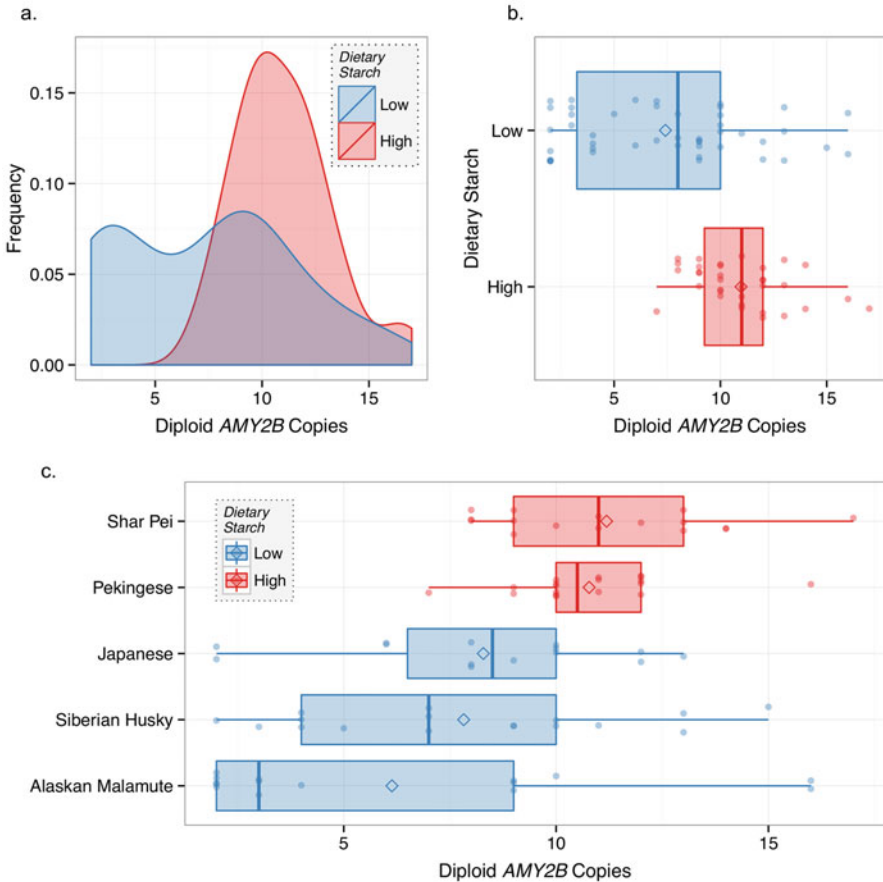 a.
Dietary
Starch
Low
High
0.15
0.10
0.05
0.00
Frequency
5
10
15
Diploid AMY2B Copies
b.
Low
High
Dietary Starch
5
10
15
Diploid AMY2B Copies
c.
Dietary
Starch
Low
High
Shar Pei
Pekingese
Japanese
Siberian Husky
Alaskan Malamute
5
10
15
Diploid AMY2B Copies